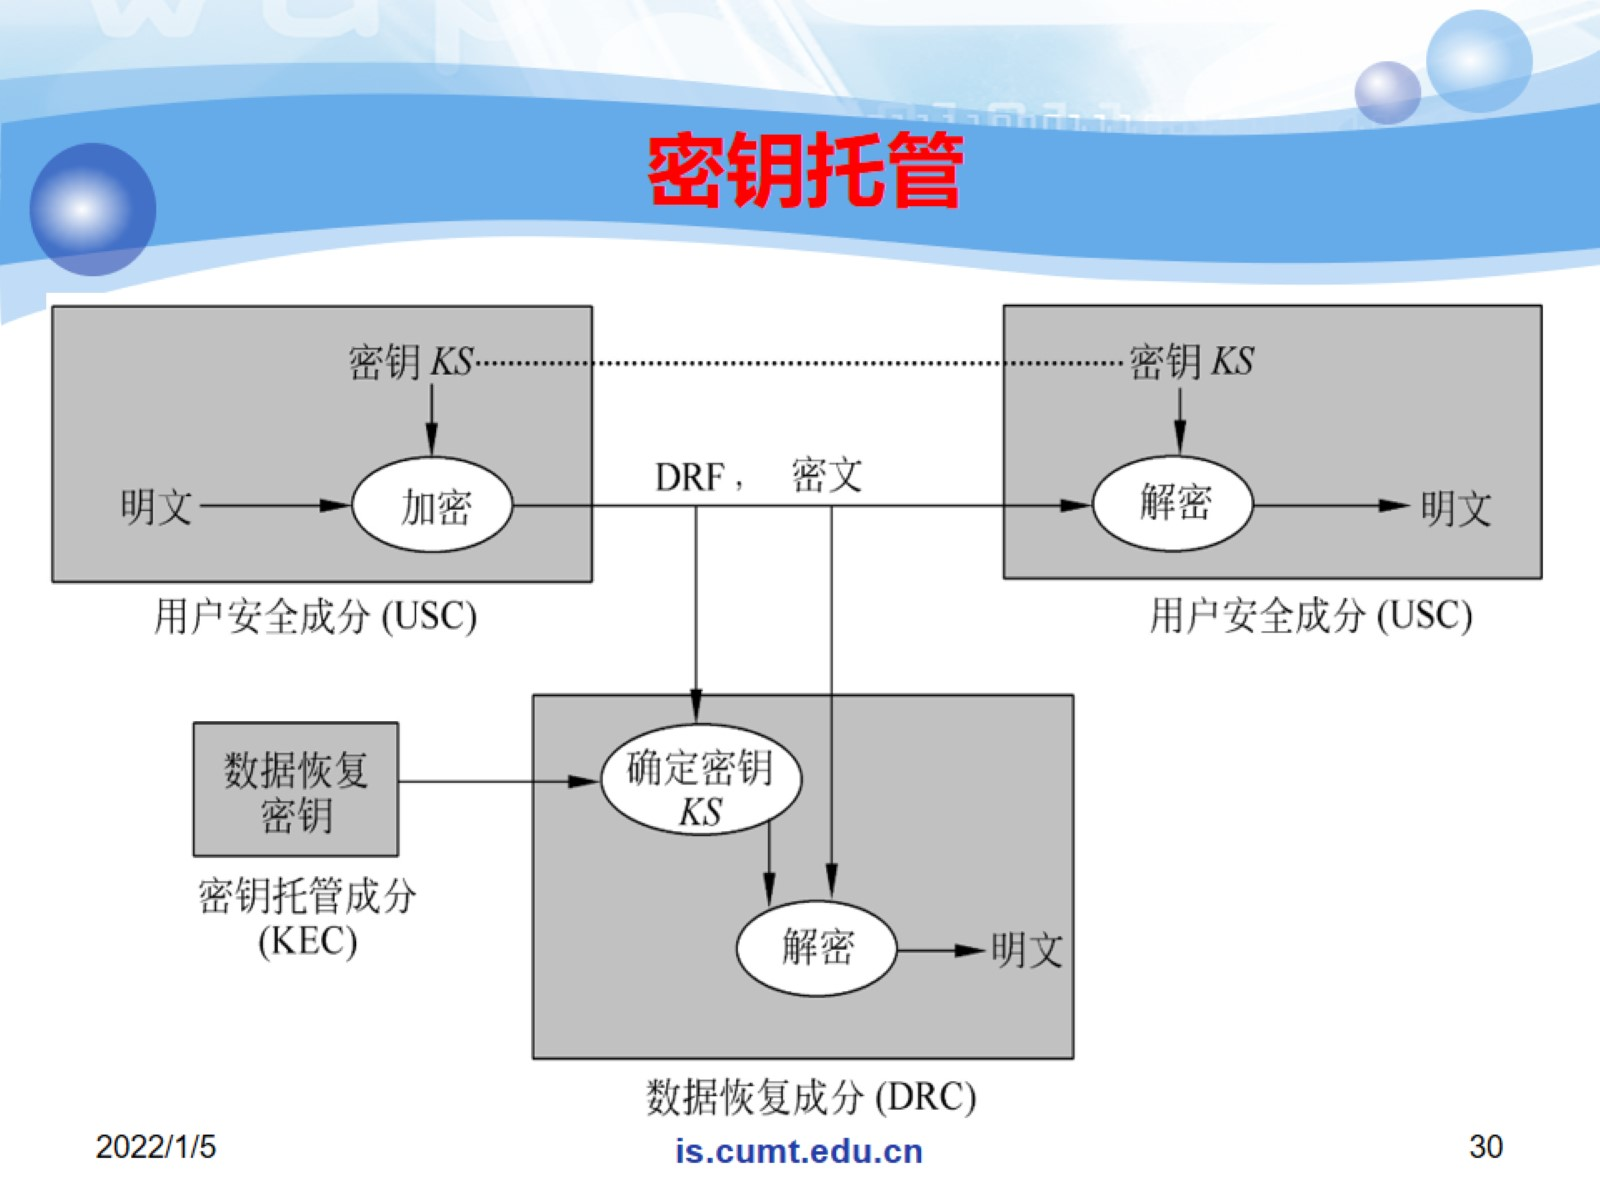 密钥托管
密钥 KS
密钥 KS
明文
加密
DRF， 密文
解密
明文
用户安全成分 (USC)
用户安全成分 (USC)
数据恢复
密钥
确定密钥
KS
密钥托管成分
(KEC)
解密
明文
数据恢复成分 (DRC)
2022/1/5
is.cumt.edu.cn
30